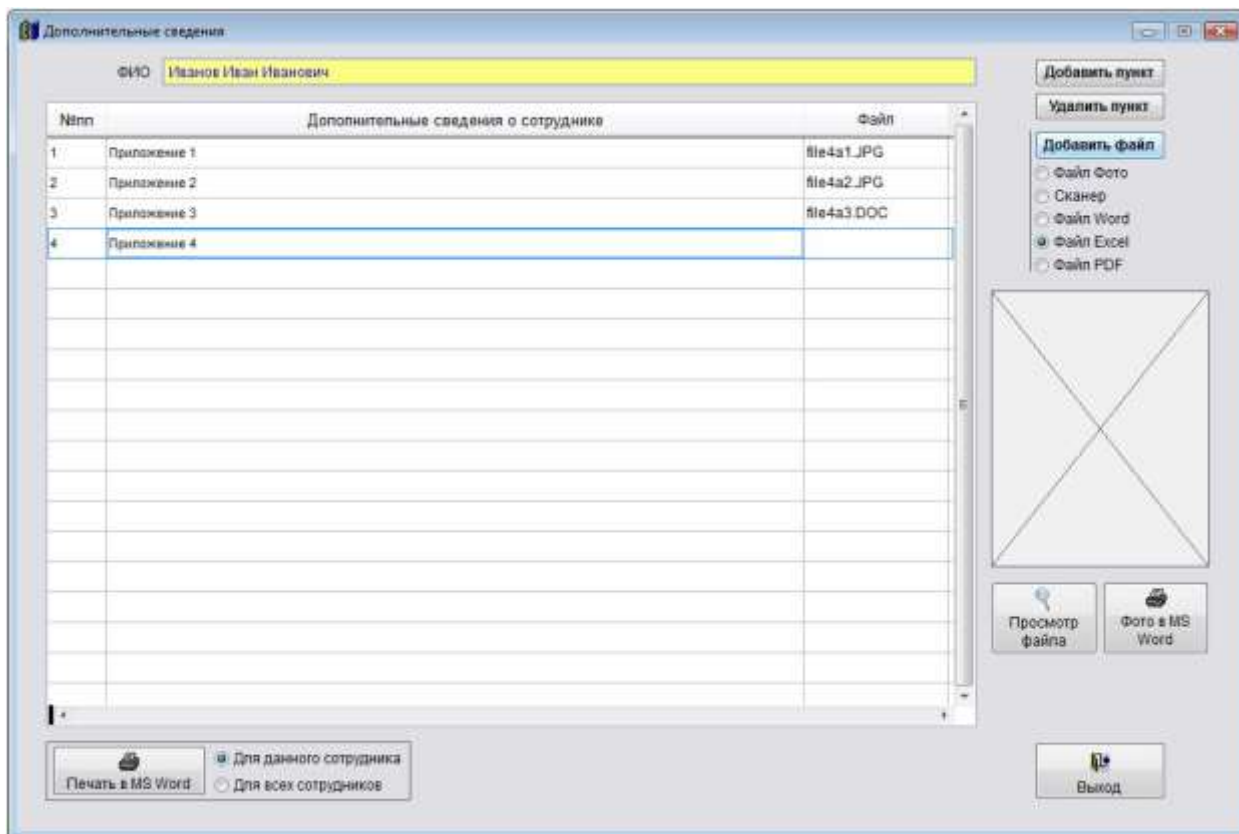 Дополнительные сведения
ФИО Иванов Иван Иванович
№пп Дополнительные сведения о сотруднике Файл
1 Приложение 1 file4a1.JPG
2 Приложение 2 file4a2.JPG
3 Приложение 3 file4a3.DOC
4 Приложение 4
Добавить пункт
Удалить пункт
Добавить файл
Файл Фото
Сканер
Файл Word
Файл Excel
Файл PDF
Просмотр
файла
Фото в MS
Word
Печать в MS Word
Для данного сотрудника
Для всех сотрудников
Выход